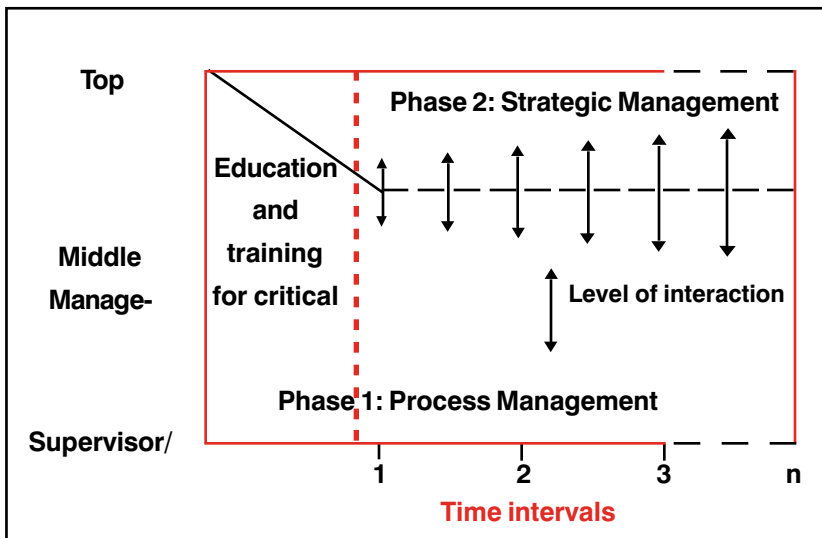 Top
Phase 2: Strategic Management
Education
and
training
for critical
Middle
Manage-
Level of interaction
Phase 1: Process Management
Supervisor/
1 2 3 n
Time intervals